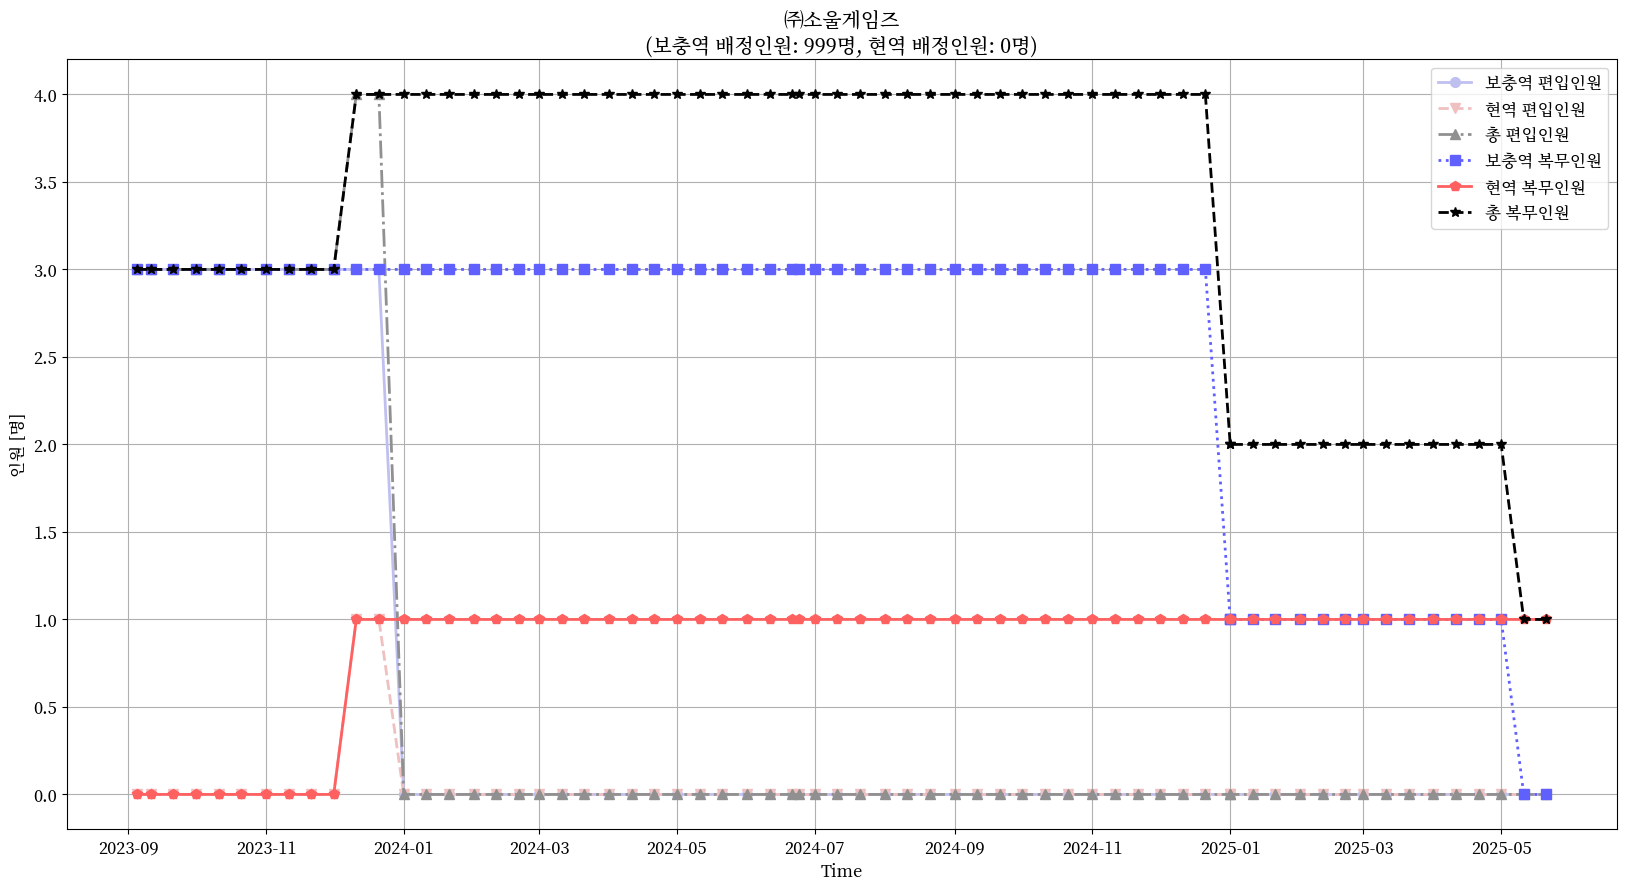 ㈜소울게임즈
(보충역 배정인원: 999명, 현역 배정인원: 0명)
보충역 편입인원
현역 편입인원
총 편입인원
보충역 복무인원
현역 복무인원
총 복무인원
4.0
3.5
3.0
2.5
2.0
1.5
1.0
0.5
0.0
인원 [명]
2023-09
2023-11
2024-01
2024-03
2024-05
2024-07
2024-09
2024-11
2025-01
2025-03
2025-05
Time